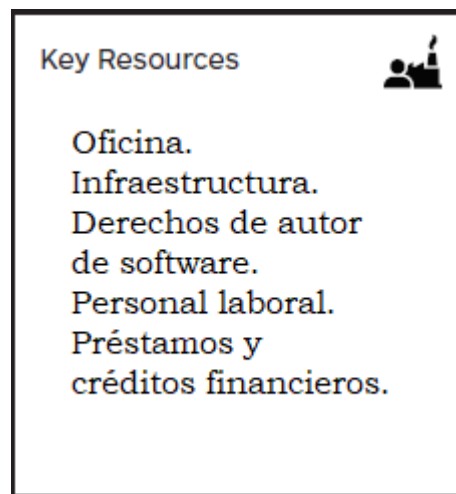 Key Resources
Oficina.
Infraestructura.
Derechos de autor
de software.
Personal laboral.
Préstamos y
créditos financieros.